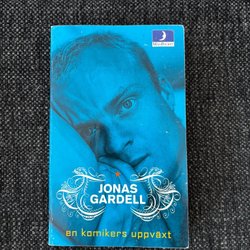 JONAS
GARDELL
en komikers uppväxt